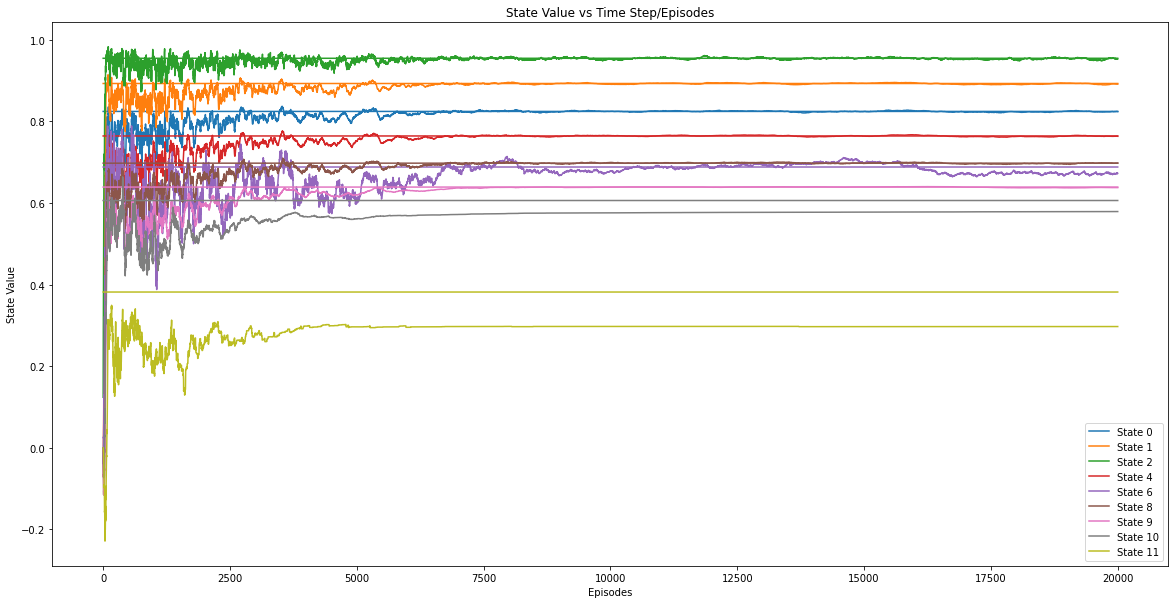 State Value vs Time Step/Episodes
State Value
1.0
0.8
0.6
0.4
0.2
0.0
−0.2
0
2500
5000
7500
10000
12500
15000
17500
20000
Episodes
State 0
State 1
State 2
State 4
State 6
State 8
State 9
State 10
State 11